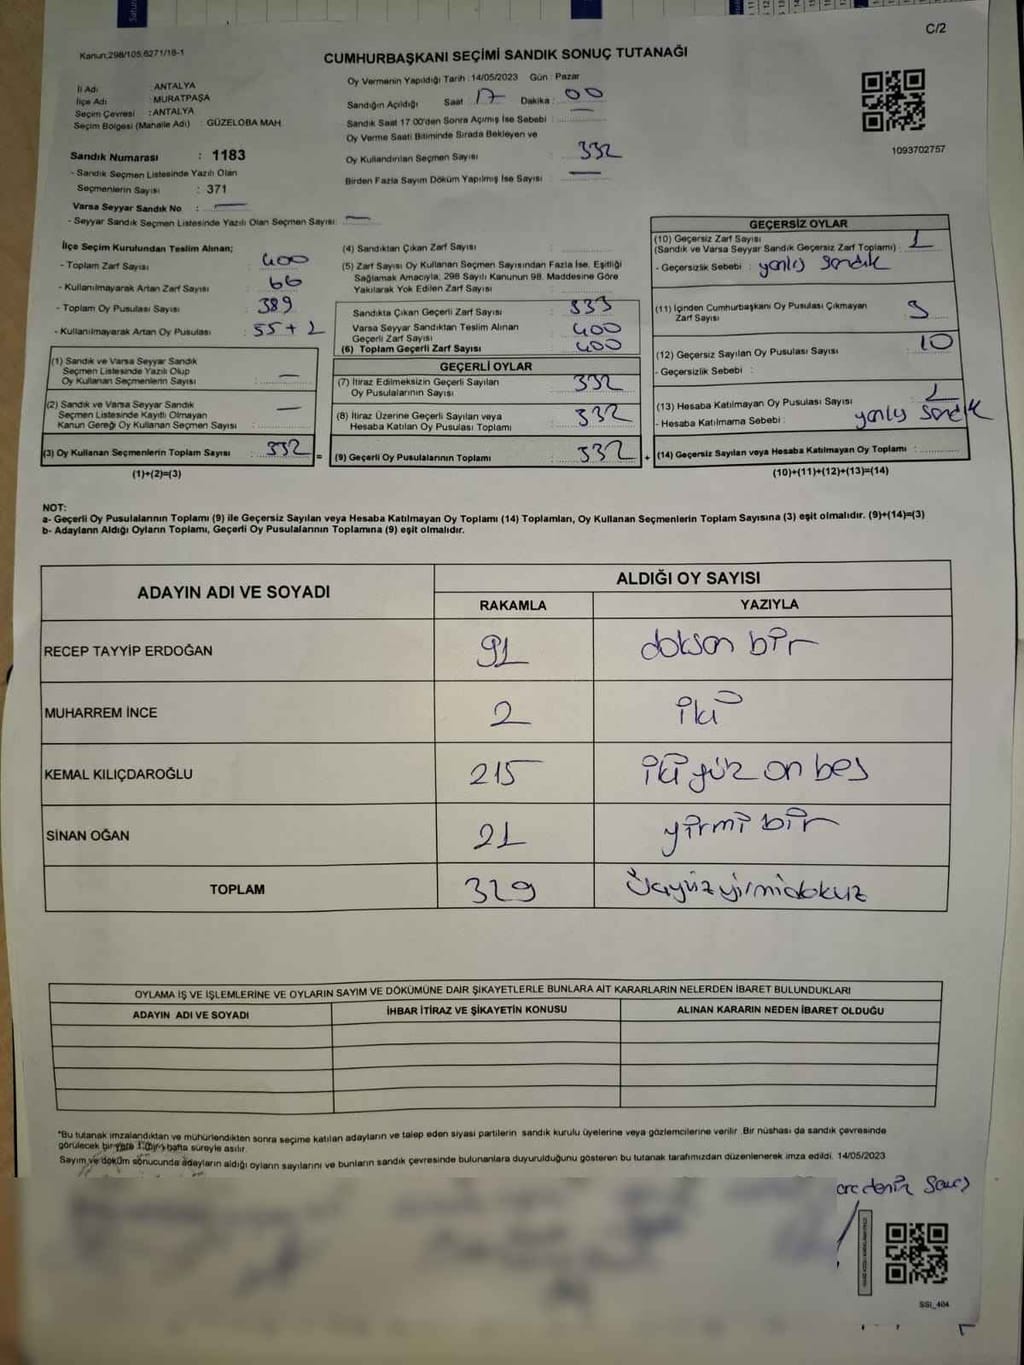 C/2
Kanun:298/105,6271/18-1
CUMHURBAŞKANI SEÇİMİ SANDIK SONUÇ TUTANAĞI
İl Adı : ANTALYA
İlçe Adı : MURATPAŞA
Seçim Çevresi : ANTALYA
Seçim Bölgesi (Mahalle Adı) : GÜZELOBA MAH.
Sandık Numarası : 1183
- Sandık Seçmen Listesinde Yazılı Olan
Seçmenlerin Sayısı : 371
Varsa Seyyar Sandık No : —
- Seyyar Sandık Seçmen Listesinde Yazılı Olan Seçmen Sayısı: —
Oy Vermenin Yapıldığı Tarih : 14/05/2023 Gün : Pazar
Sandığın Açıldığı Saat 17 Dakika : 00
Sandık Saat 17:00'den Sonra Açılmış İse Sebebi : —
Oy Verme Saati Bitiminde Sırada Bekleyen ve
Oy Kullandırılan Seçmen Sayısı : 332
Birden Fazla Sayım Döküm Yapılmış İse Sayısı : —
1093702757
İlçe Seçim Kurulundan Teslim Alınan;
- Toplam Zarf Sayısı : 400
- Kullanılmayarak Artan Zarf Sayısı : 66
- Toplam Oy Pusulası Sayısı : 389
- Kullanılmayarak Artan Oy Pusulası : 55 + 2
(1) Sandık ve Varsa Seyyar Sandık
Seçmen Listesinde Yazılı Olup
Oy Kullanan Seçmenlerin Sayısı : —
(2) Sandık ve Varsa Seyyar Sandık
Seçmen Listesinde Kayıtlı Olmayan
Kanun Gereği Oy Kullanan Seçmen Sayısı : —
(3) Oy Kullanan Seçmenlerin Toplam Sayısı : 332 =
(1)+(2)=(3)
(4) Sandıktan Çıkan Zarf Sayısı :
(5) Zarf Sayısı Oy Kullanan Seçmen Sayısından Fazla İse, Eşitliği
Sağlamak Amacıyla, 298 Sayılı Kanunun 98. Maddesine Göre
Yakılarak Yok Edilen Zarf Sayısı :
Sandıkta Çıkan Geçerli Zarf Sayısı : 333
Varsa Seyyar Sandıktan Teslim Alınan
Geçerli Zarf Sayısı : 400
(6) Toplam Geçerli Zarf Sayısı : 400
GEÇERLİ OYLAR
(7) İtiraz Edilmeksizin Geçerli Sayılan
Oy Pusulalarının Sayısı : 332
(8) İtiraz Üzerine Geçerli Sayılan veya
Hesaba Katılan Oy Pusulası Toplamı : 332
(9) Geçerli Oy Pusulalarının Toplamı : 332 +
GEÇERSİZ OYLAR
(10) Geçersiz Zarf Sayısı
(Sandık ve Varsa Seyyar Sandık Geçersiz Zarf Toplamı) : 1
- Geçersizlik Sebebi : yanlış sandık
(11) İçinden Cumhurbaşkanı Oy Pusulası Çıkmayan
Zarf Sayısı : 3
(12) Geçersiz Sayılan Oy Pusulası Sayısı : 10
- Geçersizlik Sebebi :
(13) Hesaba Katılmayan Oy Pusulası Sayısı : 1
- Hesaba Katılmama Sebebi : yanlış sandık
(14) Geçersiz Sayılan veya Hesaba Katılmayan Oy Toplamı :
(10)+(11)+(12)+(13)=(14)
NOT:
a- Geçerli Oy Pusulalarının Toplamı (9) ile Geçersiz Sayılan veya Hesaba Katılmayan Oy Toplamı (14) Toplamları, Oy Kullanan Seçmenlerin Toplam Sayısına (3) eşit olmalıdır. (9)+(14)=(3)
b- Adayların Aldığı Oyların Toplamı, Geçerli Oy Pusulalarının Toplamına (9) eşit olmalıdır.
ADAYIN ADI VE SOYADI
ALDIĞI OY SAYISI
RAKAMLA YAZIYLA
RECEP TAYYİP ERDOĞAN 91 doksan bir
MUHARREM İNCE 2 iki
KEMAL KILIÇDAROĞLU 215 iki yüz on beş
SİNAN OĞAN 21 yirmi bir
TOPLAM 329 üçyüzyirmidokuz
OYLAMA İŞ VE İŞLEMLERİNE VE OYLARIN SAYIM VE DÖKÜMÜNE DAİR ŞİKAYETLERLE BUNLARA AİT KARARLARIN NELERDEN İBARET BULUNDUKLARI
ADAYIN ADI VE SOYADI İHBAR İTİRAZ VE ŞİKAYETİN KONUSU ALINAN KARARIN NEDEN İBARET OLDUĞU
*Bu tutanak imzalandıktan ve mühürlendikten sonra seçime katılan adayların ve talep eden siyasi partilerin sandık kurulu üyelerine veya gözlemcilerine verilir. Bir nüshası da sandık çevresinde
görülecek bir yere 1 (bir) hafta süreyle asılır.
Sayım ve döküm sonucunda adayların aldığı oyların sayılarını ve bunların sandık çevresinde bulunanlara duyurulduğunu gösteren bu tutanak tarafımızdan düzenlenerek imza edildi. 14/05/2023
SSI_404